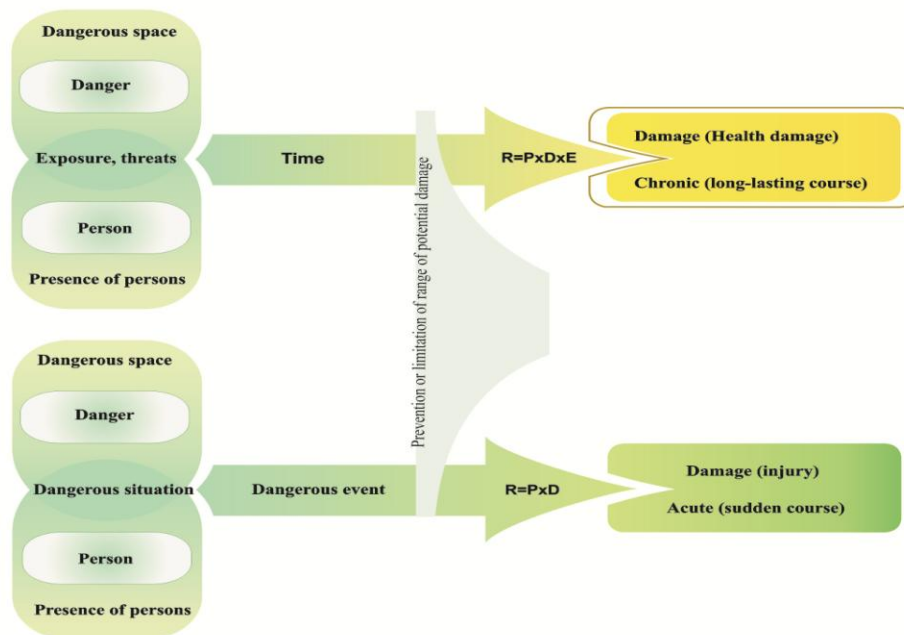 Dangerous space
Danger
Exposure, threats
Person
Presence of persons
Time
R=PxDxE
Damage (Health damage)
Chronic (long-lasting course)
Prevention or limitation of range of potential damage
Dangerous space
Danger
Dangerous situation
Person
Presence of persons
Dangerous event
R=PxD
Damage (injury)
Acute (sudden course)